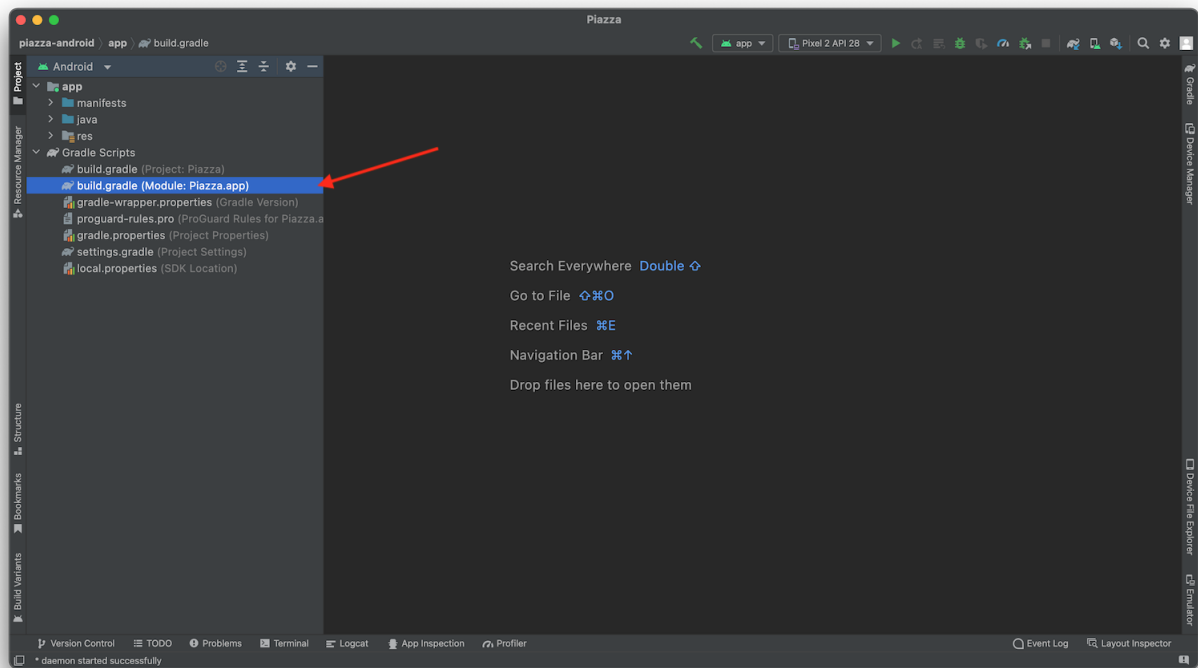 Piazza
piazza-android app build.gradle
app Pixel 2 API 28
Project
Resource Manager
Structure
Bookmarks
Build Variants
Android
app
manifests
java
res
Gradle Scripts
build.gradle (Project: Piazza)
build.gradle (Module: Piazza.app)
gradle-wrapper.properties (Gradle Version)
proguard-rules.pro (ProGuard Rules for Piazza.a
gradle.properties (Project Properties)
settings.gradle (Project Settings)
local.properties (SDK Location)
Search Everywhere Double ⇧
Go to File ⇧⌘O
Recent Files ⌘E
Navigation Bar ⌘↑
Drop files here to open them
Gradle
Device Manager
Device File Explorer
Emulator
Version Control TODO Problems Terminal Logcat App Inspection Profiler Event Log Layout Inspector
* daemon started successfully